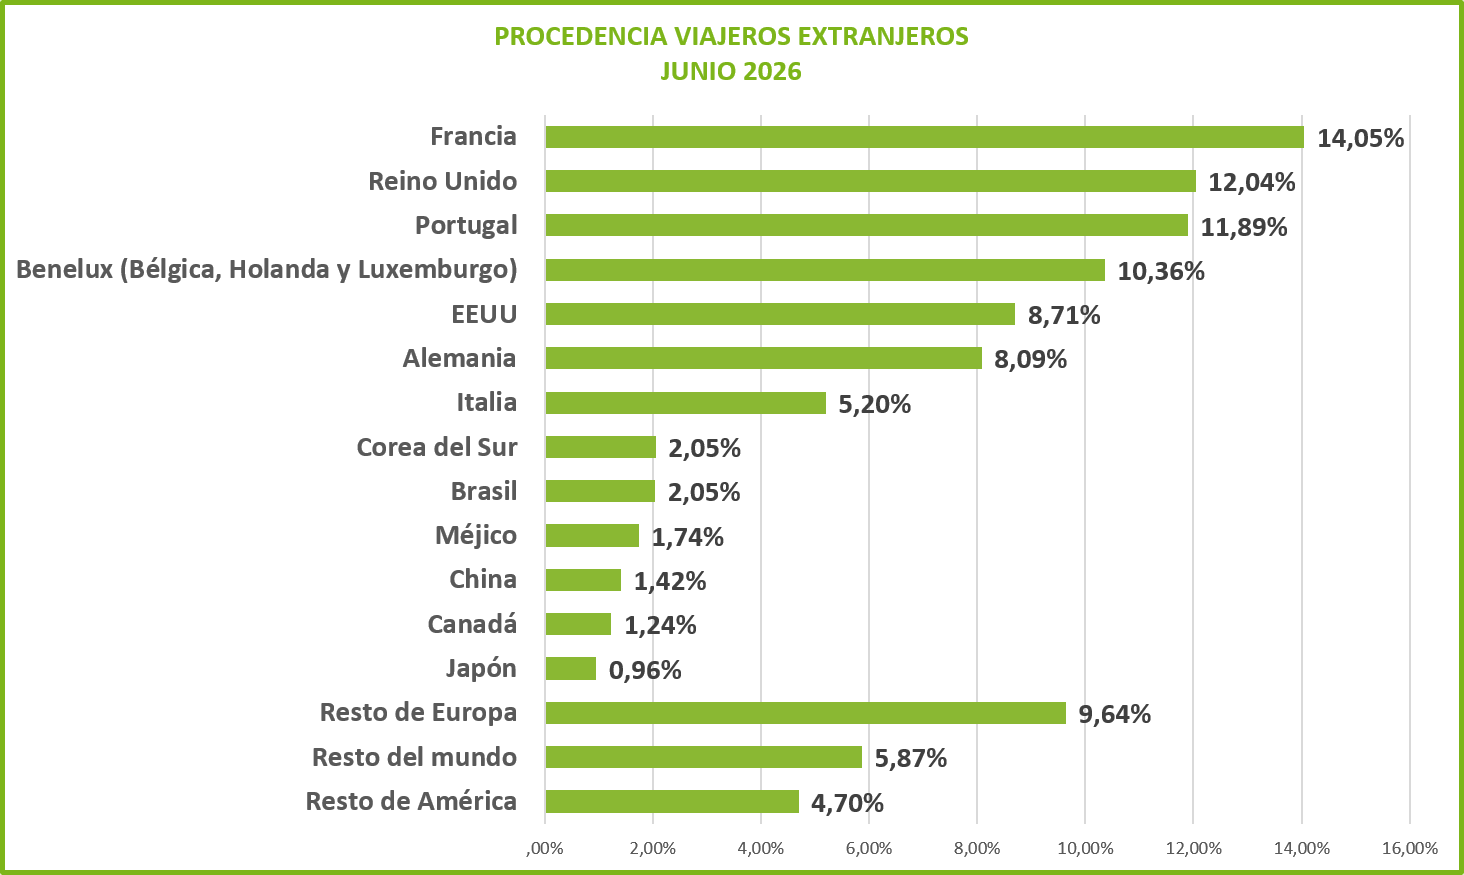 PROCEDENCIA VIAJEROS EXTRANJEROS
JUNIO 2026
Francia 14,05%
Reino Unido 12,04%
Portugal 11,89%
Benelux (Bélgica, Holanda y Luxemburgo) 10,36%
EEUU 8,71%
Alemania 8,09%
Italia 5,20%
Corea del Sur 2,05%
Brasil 2,05%
Méjico 1,74%
China 1,42%
Canadá 1,24%
Japón 0,96%
Resto de Europa 9,64%
Resto del mundo 5,87%
Resto de América 4,70%
,00% 2,00% 4,00% 6,00% 8,00% 10,00% 12,00% 14,00% 16,00%